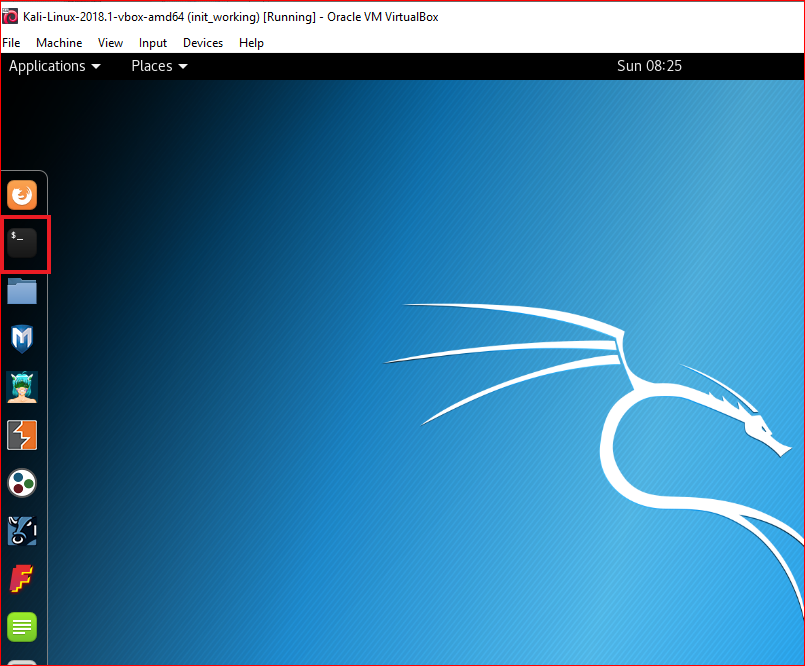 Kali-Linux-2018.1-vbox-amd64 (init_working) [Running] - Oracle VM VirtualBox
File Machine View Input Devices Help
Applications Places Sun 08:25
$_